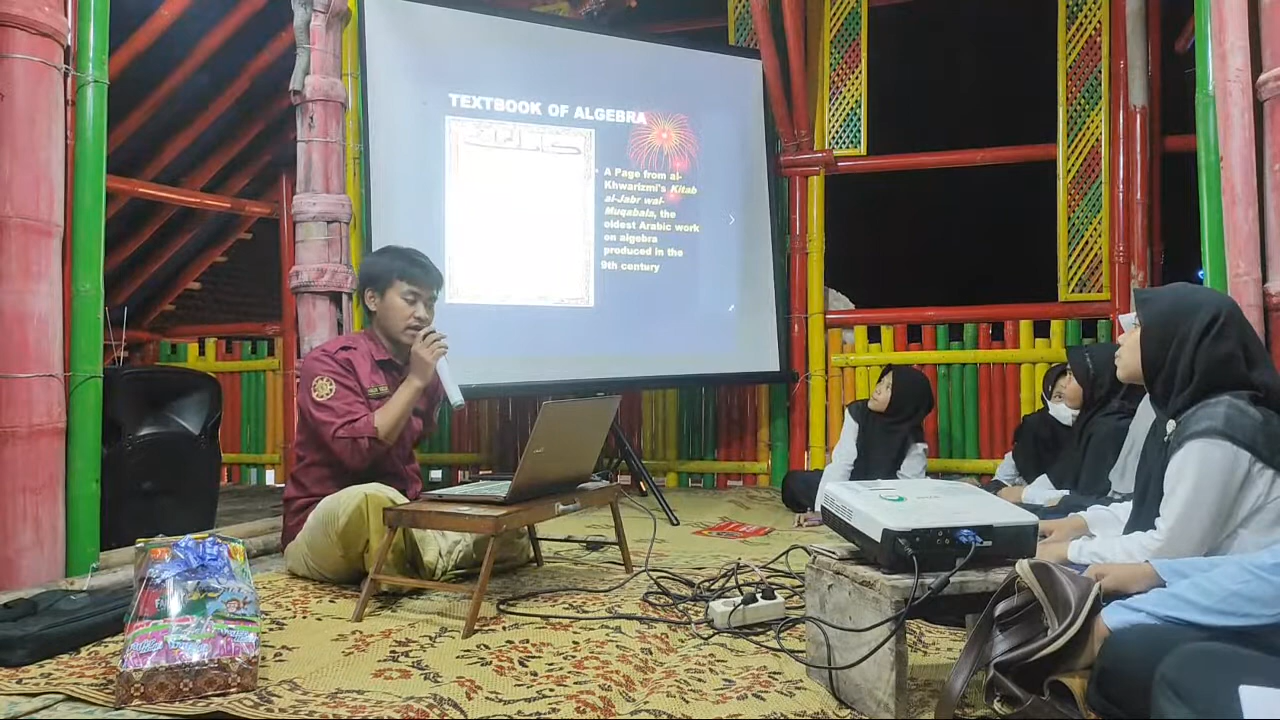 TEXTBOOK OF ALGEBRA
A Page from al-
Khwarizmi's Kitab
al-Jabr wal-
Muqabala, the
oldest Arabic work
on algebra
produced in the
9th century